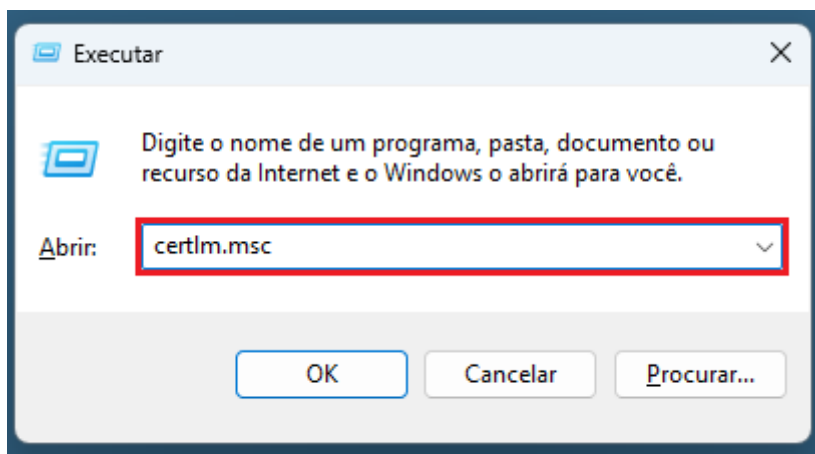 Executar
Digite o nome de um programa, pasta, documento ou
recurso da Internet e o Windows o abrirá para você.
Abrir: certlm.msc
OK Cancelar Procurar...